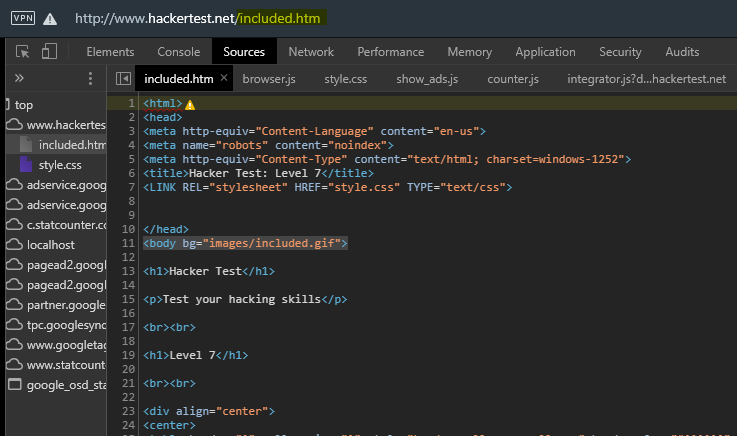 VPN http://www.hackertest.net/included.htm
Elements Console Sources Network Performance Memory Application Security Audits
» included.htm × browser.js style.css show_ads.js counter.js integrator.js?d...hackertest.net
top
www.hackertest
included.htm
style.css
adservice.goog
adservice.goog
c.statcounter.co
localhost
pagead2.googl
pagead2.googl
partner.google
tpc.googlesynd
www.googletag
www.statcount
google_osd_sta
1 <html>
2 <head>
3 <meta http-equiv="Content-Language" content="en-us">
4 <meta name="robots" content="noindex">
5 <meta http-equiv="Content-Type" content="text/html; charset=windows-1252">
6 <title>Hacker Test: Level 7</title>
7 <LINK REL="stylesheet" HREF="style.css" TYPE="text/css">
8
9
10 </head>
11 <body bg="images/included.gif">
12
13 <h1>Hacker Test</h1>
14
15 <p>Test your hacking skills</p>
16
17 <br><br>
18
19 <h1>Level 7</h1>
20
21 <br><br>
22
23 <div align="center">
24 <center>